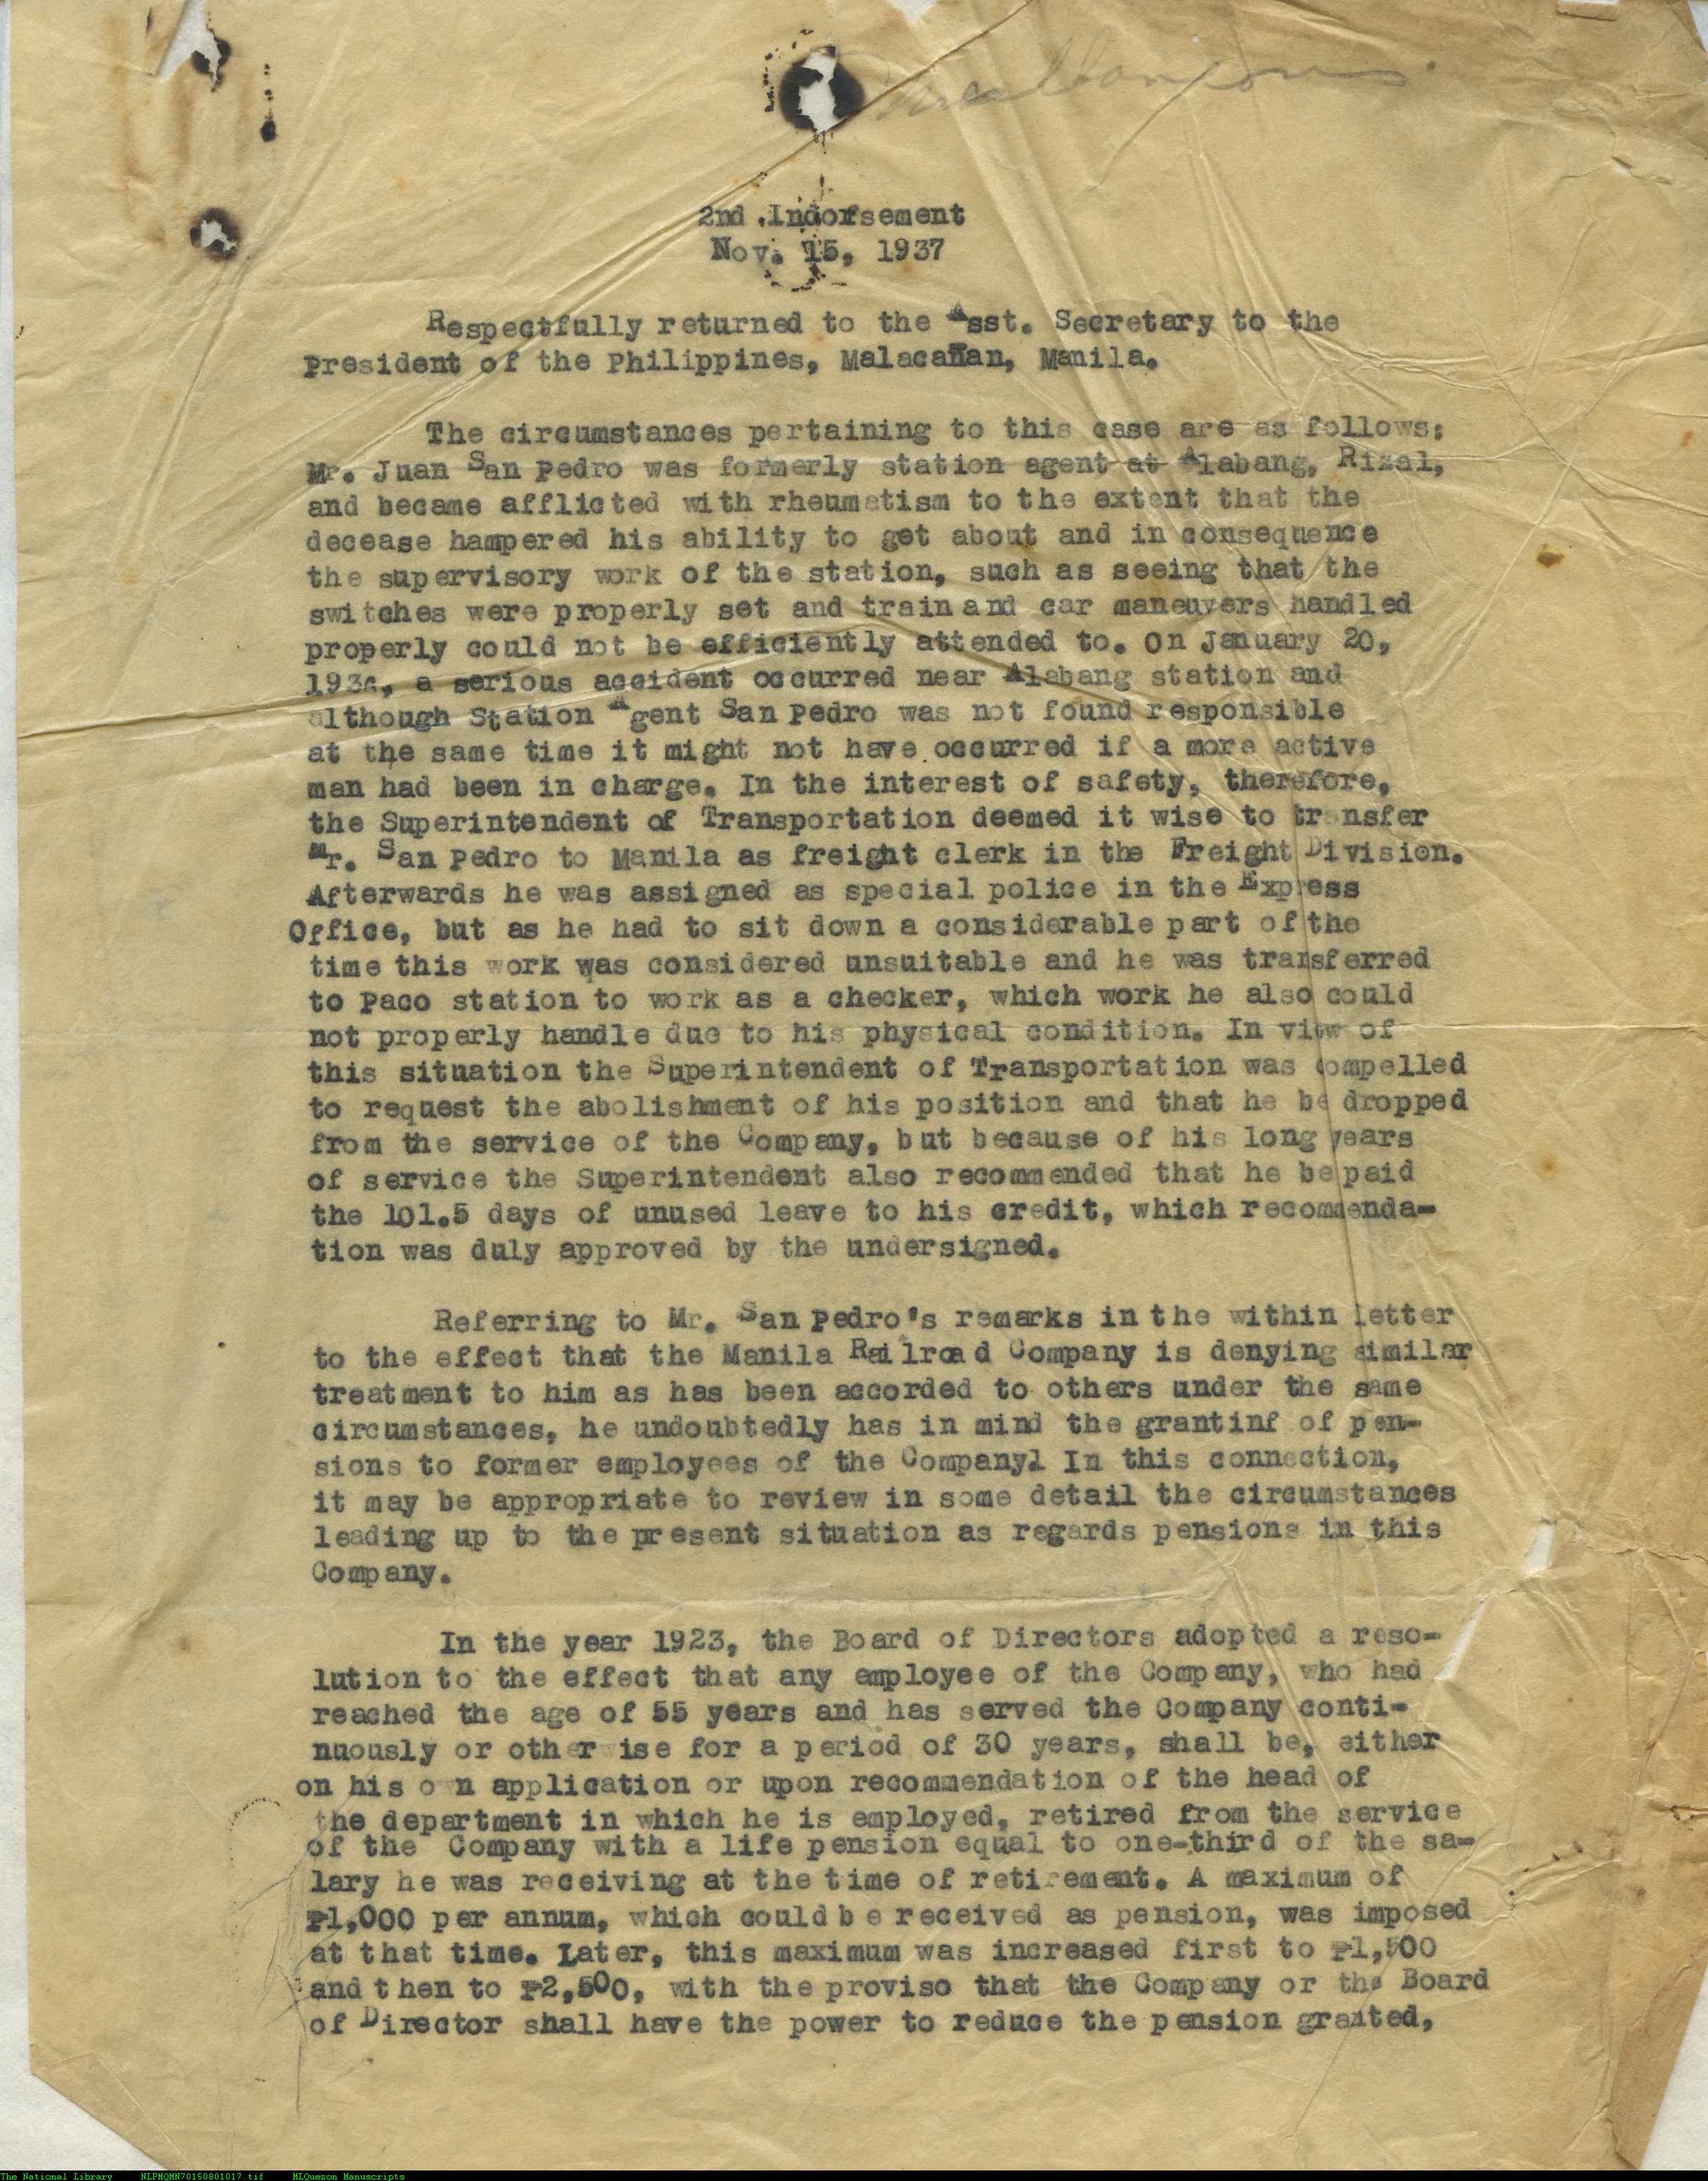 Miscellaneous
2nd Indorsement
Nov. 15, 1937
Respectfully returned to the Asst. Secretary to the
President of the Philippines, Malacañan, Manila.
The circumstances pertaining to this case are as follows:
Mr. Juan San Pedro was formerly station agent at Alabang, Rizal,
and became afflicted with rheumatism to the extent that the
decease hampered his ability to get about and in consequence
the supervisory work of the station, such as seeing that the
switches were properly set and train and car maneuvers handled
properly could not be efficiently attended to. On January 20,
a serious accident occurred near Alabang station and
although Station Agent San Pedro was not found responsible
at the same time it might not have occurred if a more active
man had been in charge. In the interest of safety, therefore,
the Superintendent of Transportation deemed it wise to transfer
Mr. San Pedro to Manila as freight clerk in the Freight Division.
Afterwards he was assigned as special police in the Express
Office, but as he had to sit down a considerable part of the
time this work was considered unsuitable and he was transferred
to Paco station to work as a checker, which work he also could
not properly handle due to his physical condition. In view of
this situation the Superintendent of Transportation was compelled
to request the abolishment of his position and that he be dropped
from the service of the Company, but because of his long years
of service the Superintendent also recommended that he be paid
the 101.5 days of unused leave to his credit, which recommenda-
tion was duly approved by the undersigned.
Referring to Mr. San Pedro's remarks in the within letter
to the effect that the Manila Railroad Company is denying similar
treatment to him as has been accorded to others under the same
circumstances, he undoubtedly has in mind the grantinf of pen-
sions to former employees of the Company. In this connection,
it may be appropriate to review in some detail the circumstances
leading up to the present situation as regards pensions in this
Company.
In the year 1923, the Board of Directors adopted a reso-
lution to the effect that any employee of the Company, who had
reached the age of 55 years and has served the Company conti-
nuously or otherwise for a period of 30 years, shall be, either
on his own application or upon recommendation of the head of
the department in which he is employed, retired from the service
of the Company with a life pension equal to one-third of the sa-
lary he was receiving at the time of retirement. A maximum of
₱1,000 per annum, which could be received as pension, was imposed
at that time. Later, this maximum was increased first to ₱1,500
and then to ₱2,500, with the proviso that the Company or the Board
of Director shall have the power to reduce the pension granted,
The National Library NLPMQMN70150801017.tif MLQuezon Manuscripts